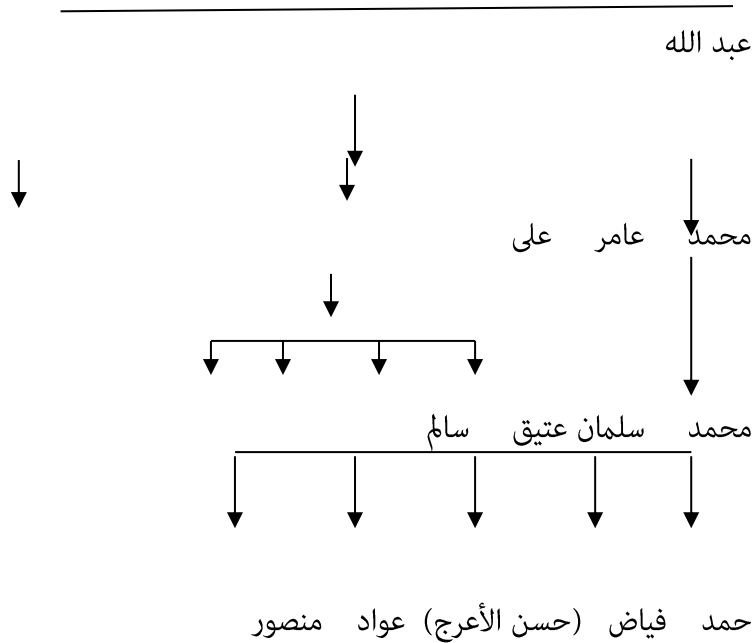 عبد الله
محمد عامر على
محمد سلمان عتيق سالم
حمد فياض (حسن الأعرج) عواد منصور